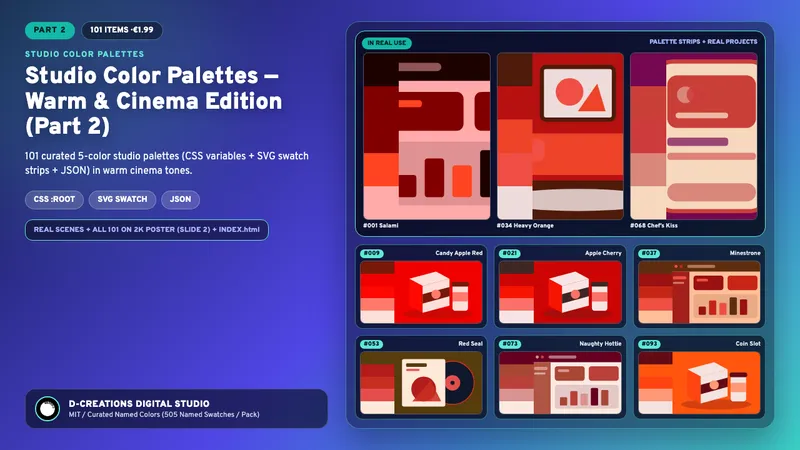 PART 2
101 ITEMS · €1.99
STUDIO COLOR PALETTES
Studio Color Palettes —
Warm & Cinema Edition
(Part 2)
101 curated 5-color studio palettes (CSS variables + SVG swatch
strips + JSON) in warm cinema tones.
CSS :ROOT
SVG SWATCH
JSON
REAL SCENES + ALL 101 ON 2K POSTER (SLIDE 2) + INDEX.html
D-CREATIONS DIGITAL STUDIO
MIT / Curated Named Colors (505 Named Swatches / Pack)
IN REAL USE
PALETTE STRIPS + REAL PROJECTS
#001 Salami
#034 Heavy Orange
#068 Chef's Kiss
#009
Candy Apple Red
#021
Apple Cherry
#037
Minestrone
#053
Red Seal
#073
Naughty Hottie
#093
Coin Slot